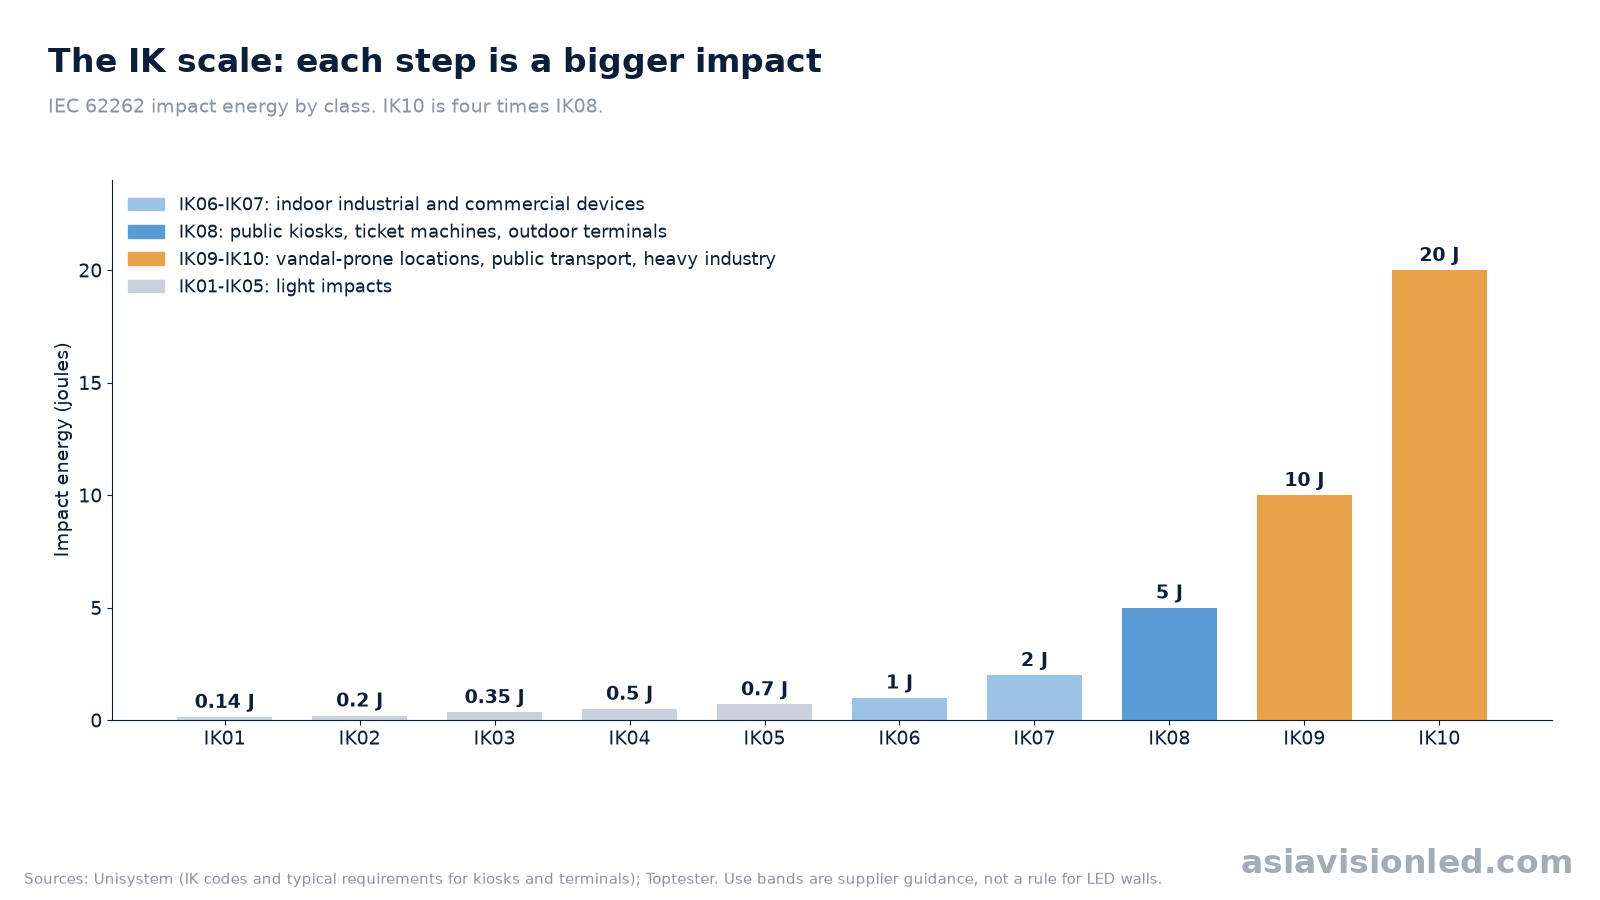 The IK scale: each step is a bigger impact
IEC 62262 impact energy by class. IK10 is four times IK08.
IK06-IK07: indoor industrial and commercial devices
IK08: public kiosks, ticket machines, outdoor terminals
IK09-IK10: vandal-prone locations, public transport, heavy industry
IK01-IK05: light impacts
Impact energy (joules)
20
15
10
5
0
0.14 J
0.2 J
0.35 J
0.5 J
0.7 J
1 J
2 J
5 J
10 J
20 J
IK01
IK02
IK03
IK04
IK05
IK06
IK07
IK08
IK09
IK10
asiavisionled.com
Sources: Unisystem (IK codes and typical requirements for kiosks and terminals); Toptester. Use bands are supplier guidance, not a rule for LED walls.